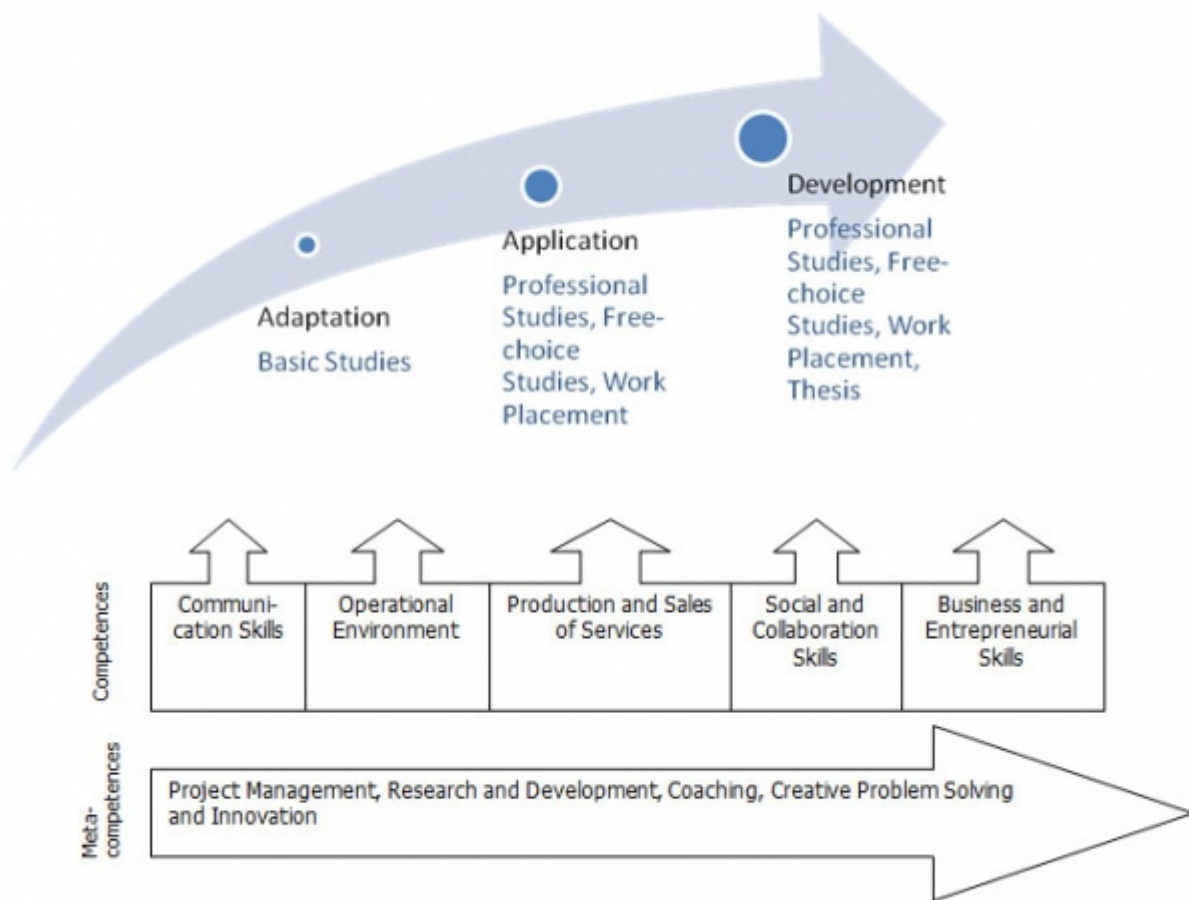 Adaptation
Basic Studies
Application
Professional
Studies, Free-
choice
Studies, Work
Placement
Development
Professional
Studies, Free-
choice
Studies, Work
Placement,
Thesis
Competences
Communi-
cation Skills
Operational
Environment
Production and Sales
of Services
Social and
Collaboration
Skills
Business and
Entrepreneurial
Skills
Meta-
competences
Project Management, Research and Development, Coaching, Creative Problem Solving
and Innovation